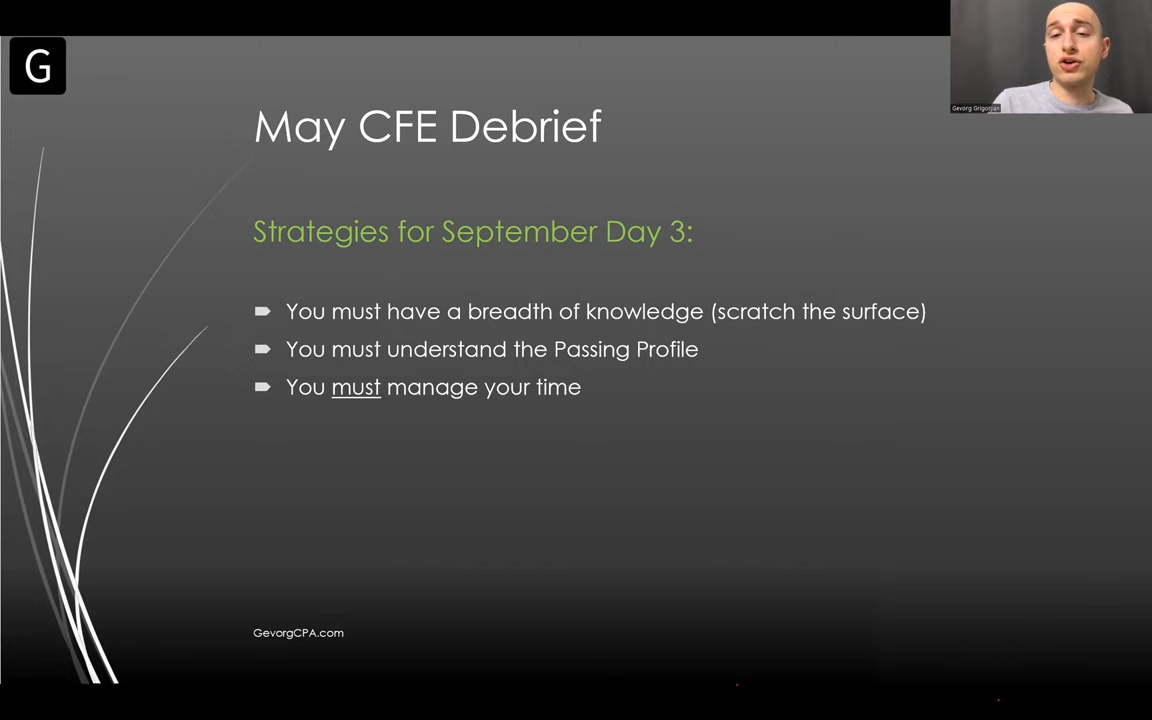 G
Gevorg Grigorjan
May CFE Debrief
Strategies for September Day 3:
You must have a breadth of knowledge (scratch the surface)
You must understand the Passing Profile
You must manage your time
GevorgCPA.com